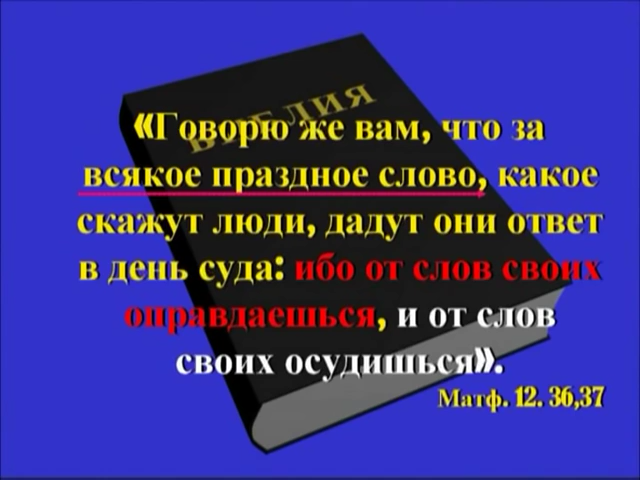 БИБЛИЯ
«Говорю же вам, что за
всякое праздное слово, какое
скажут люди, дадут они ответ
в день суда: ибо от слов своих
оправдаешься, и от слов
своих осудишься».
Матф. 12. 36,37